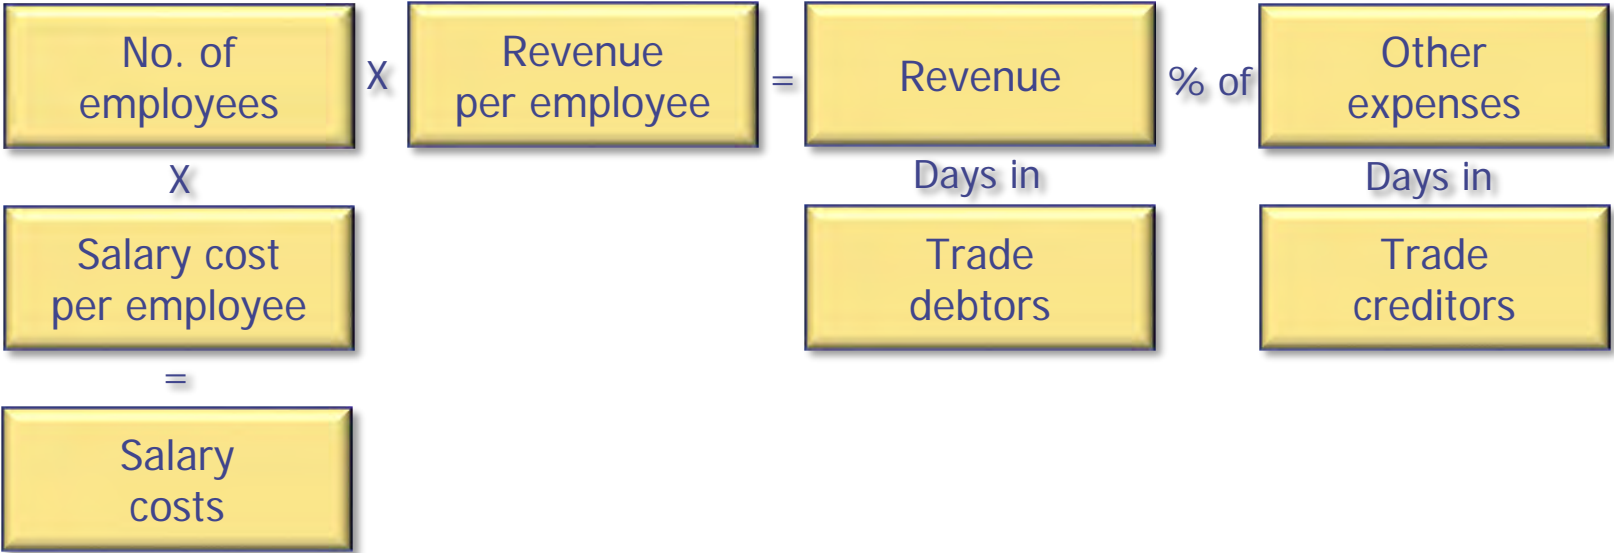 No. of
employees
X
Revenue
per employee
=
Revenue
% of
Other
expenses
X
Days in
Days in
Salary cost
per employee
Trade
debtors
Trade
creditors
=
Salary
costs